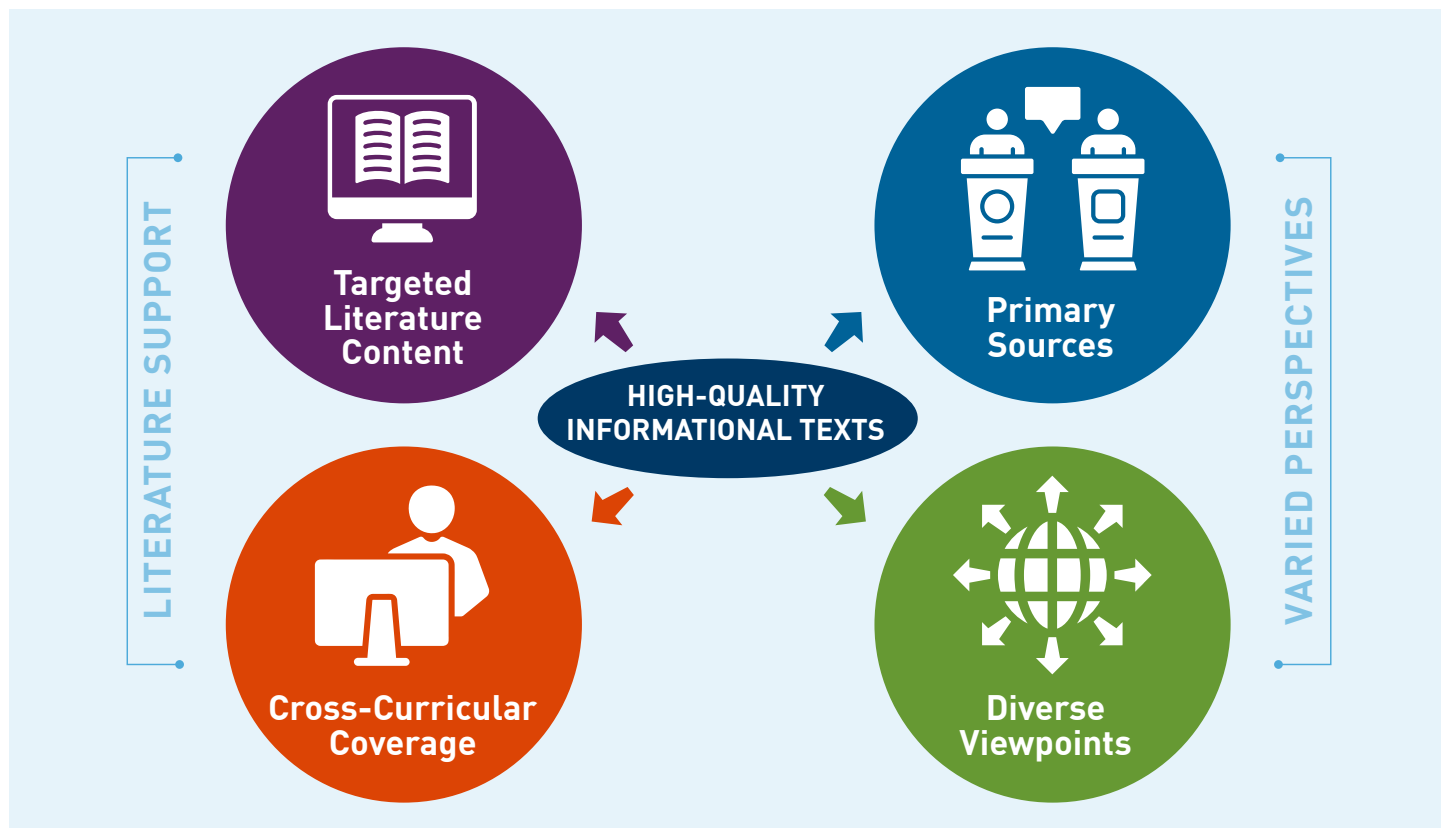 LITERATURE SUPPORT
Targeted
Literature
Content
Cross-Curricular
Coverage
HIGH-QUALITY
INFORMATIONAL TEXTS
Primary
Sources
Diverse
Viewpoints
VARIED PERSPECTIVES